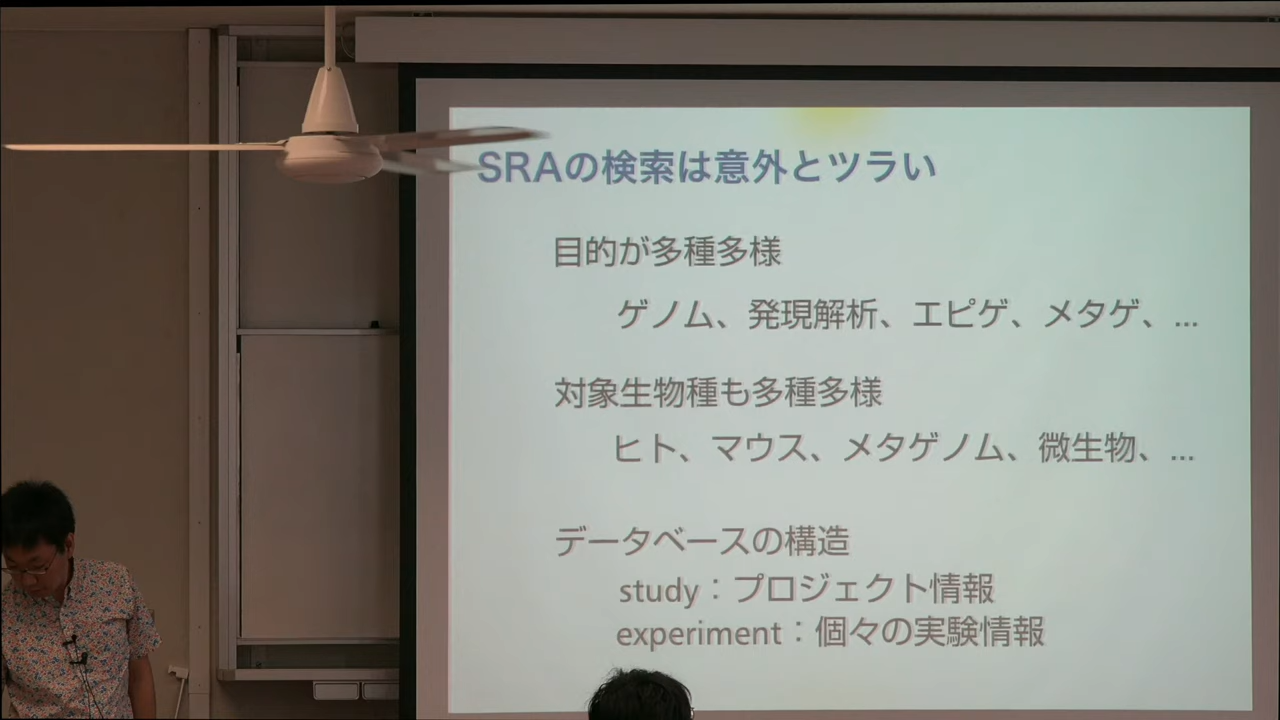 SRAの検索は意外とツラい
目的が多種多様
ゲノム、発現解析、エピゲ、メタゲ、...
対象生物種も多種多様
ヒト、マウス、メタゲノム、微生物、...
データベースの構造
study：プロジェクト情報
experiment：個々の実験情報